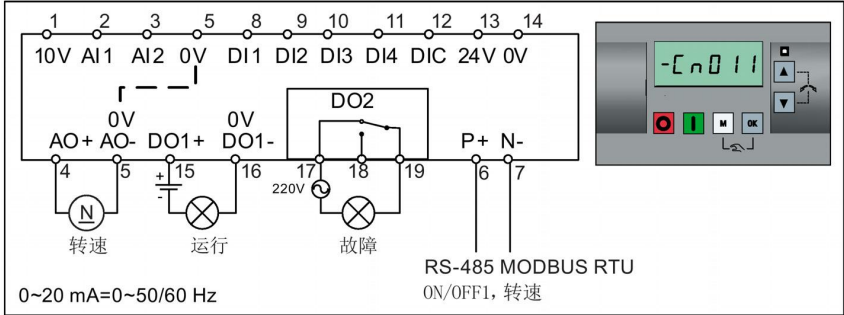 1 2 3 5 8 9 10 11 12 13 14
10V AI1 AI2 0V DI1 DI2 DI3 DI4 DIC 24V 0V
-Cn011
M OK
DO2
0V 0V
AO+ AO- DO1+ DO1- P+ N-
4 5 15 16 17 18 19 6 7
+
-
220V
N
转速 运行 故障
RS-485 MODBUS RTU
0~20 mA=0~50/60 Hz
ON/OFF1, 转速